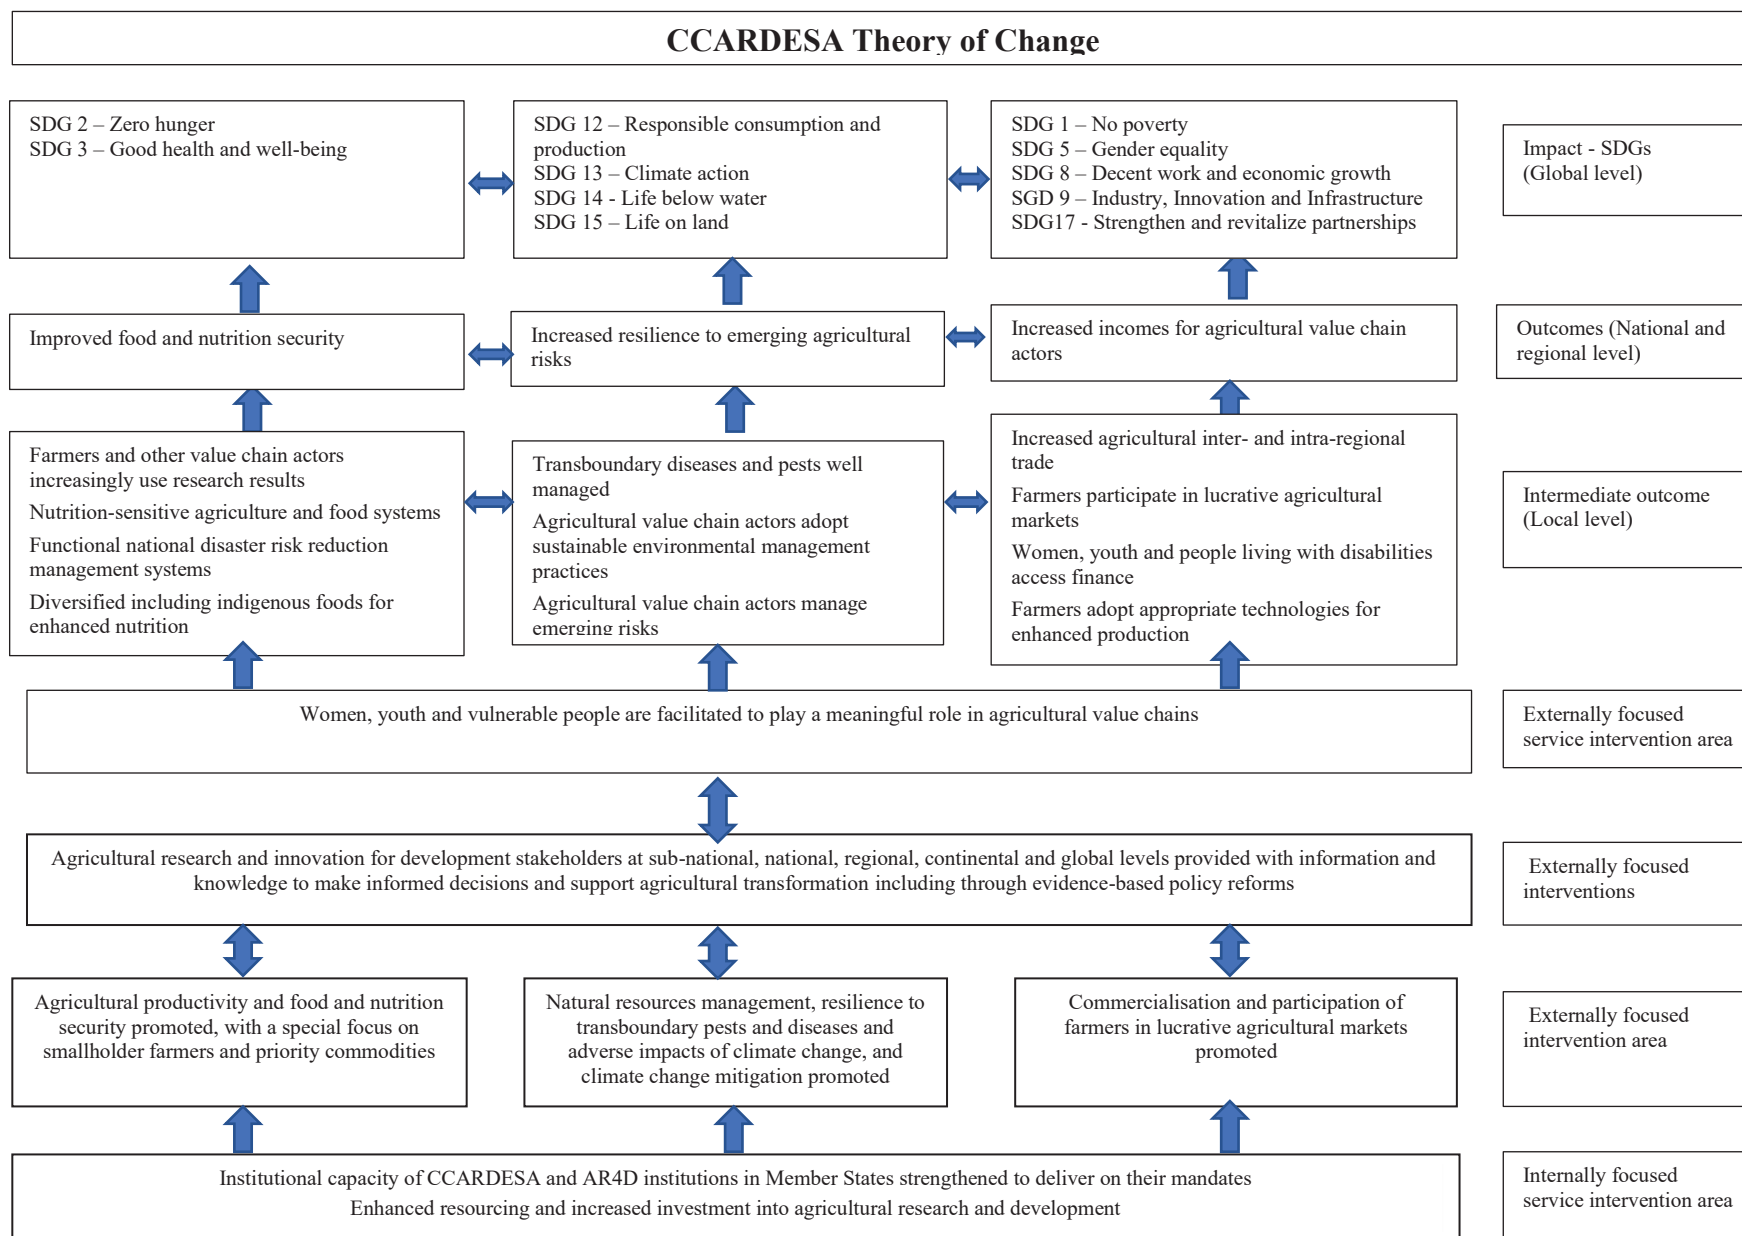 CCARDESA Theory of Change
SDG 2 – Zero hunger
SDG 3 – Good health and well-being
SDG 12 – Responsible consumption and
production
SDG 13 – Climate action
SDG 14 - Life below water
SDG 15 – Life on land
SDG 1 – No poverty
SDG 5 – Gender equality
SDG 8 – Decent work and economic growth
SGD 9 – Industry, Innovation and Infrastructure
SDG17 - Strengthen and revitalize partnerships
Impact - SDGs
(Global level)
Improved food and nutrition security
Increased resilience to emerging agricultural
risks
Increased incomes for agricultural value chain
actors
Outcomes (National and
regional level)
Farmers and other value chain actors
increasingly use research results
Nutrition-sensitive agriculture and food systems
Functional national disaster risk reduction
management systems
Diversified including indigenous foods for
enhanced nutrition
Transboundary diseases and pests well
managed
Agricultural value chain actors adopt
sustainable environmental management
practices
Agricultural value chain actors manage
emerging risks
Increased agricultural inter- and intra-regional
trade
Farmers participate in lucrative agricultural
markets
Women, youth and people living with disabilities
access finance
Farmers adopt appropriate technologies for
enhanced production
Intermediate outcome
(Local level)
Women, youth and vulnerable people are facilitated to play a meaningful role in agricultural value chains
Externally focused
service intervention area
Agricultural research and innovation for development stakeholders at sub-national, national, regional, continental and global levels provided with information and
knowledge to make informed decisions and support agricultural transformation including through evidence-based policy reforms
Externally focused
interventions
Agricultural productivity and food and nutrition
security promoted, with a special focus on
smallholder farmers and priority commodities
Natural resources management, resilience to
transboundary pests and diseases and
adverse impacts of climate change, and
climate change mitigation promoted
Commercialisation and participation of
farmers in lucrative agricultural markets
promoted
Externally focused
intervention area
Institutional capacity of CCARDESA and AR4D institutions in Member States strengthened to deliver on their mandates
Enhanced resourcing and increased investment into agricultural research and development
Internally focused
service intervention area